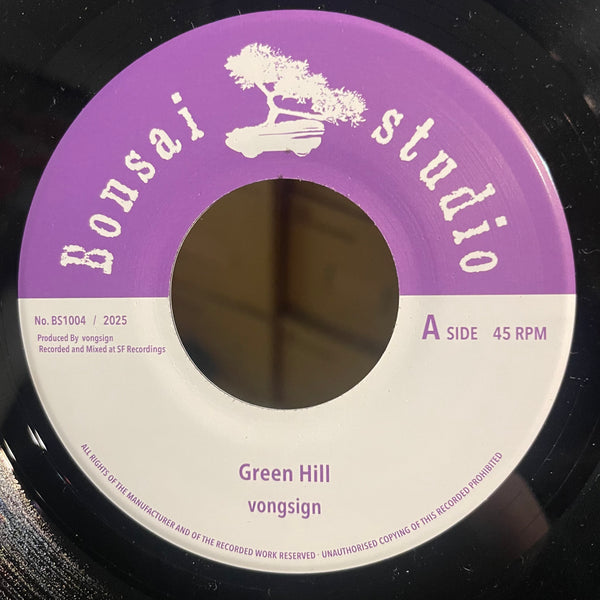 Bonsai studio
No. BS1004 / 2025
Produced By vongsign
Recorded and Mixed at SF Recordings
A SIDE 45 RPM
Green Hill
vongsign
ALL RIGHTS OF THE MANUFACTURER AND OF THE RECORDED WORK RESERVED · UNAUTHORISED COPYING OF THIS RECORDED PROHIBITED